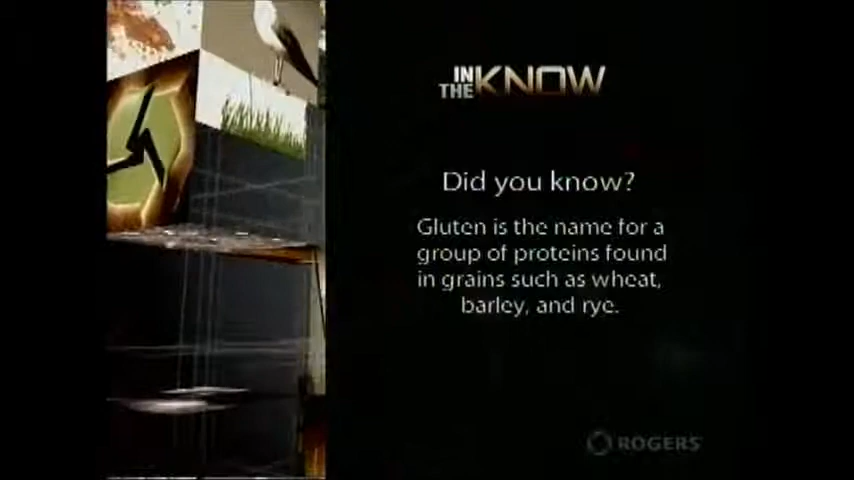 IN THE KNOW
Did you know?
Gluten is the name for a
group of proteins found
in grains such as wheat,
barley, and rye.
ROGERS